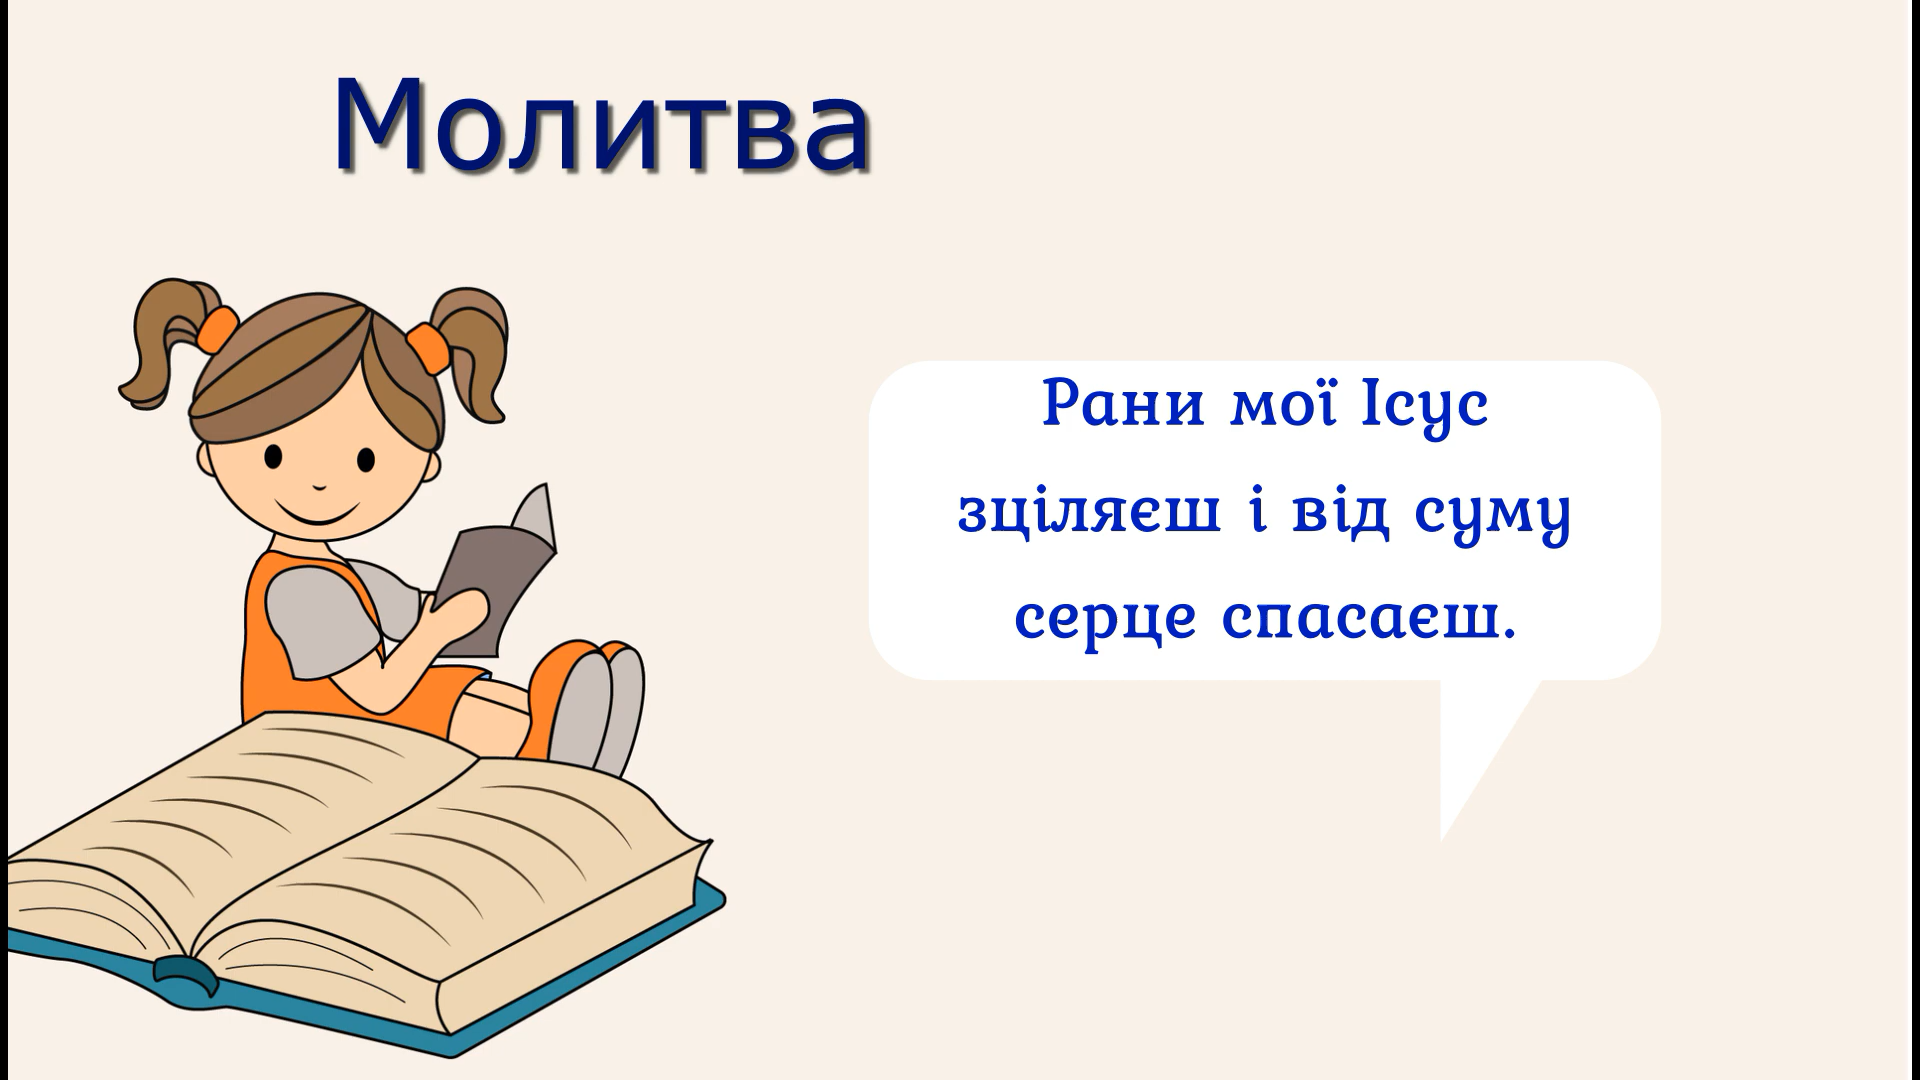 Молитва
Рани мої Ісус
зціляєш і від суму
серце спасаєш.